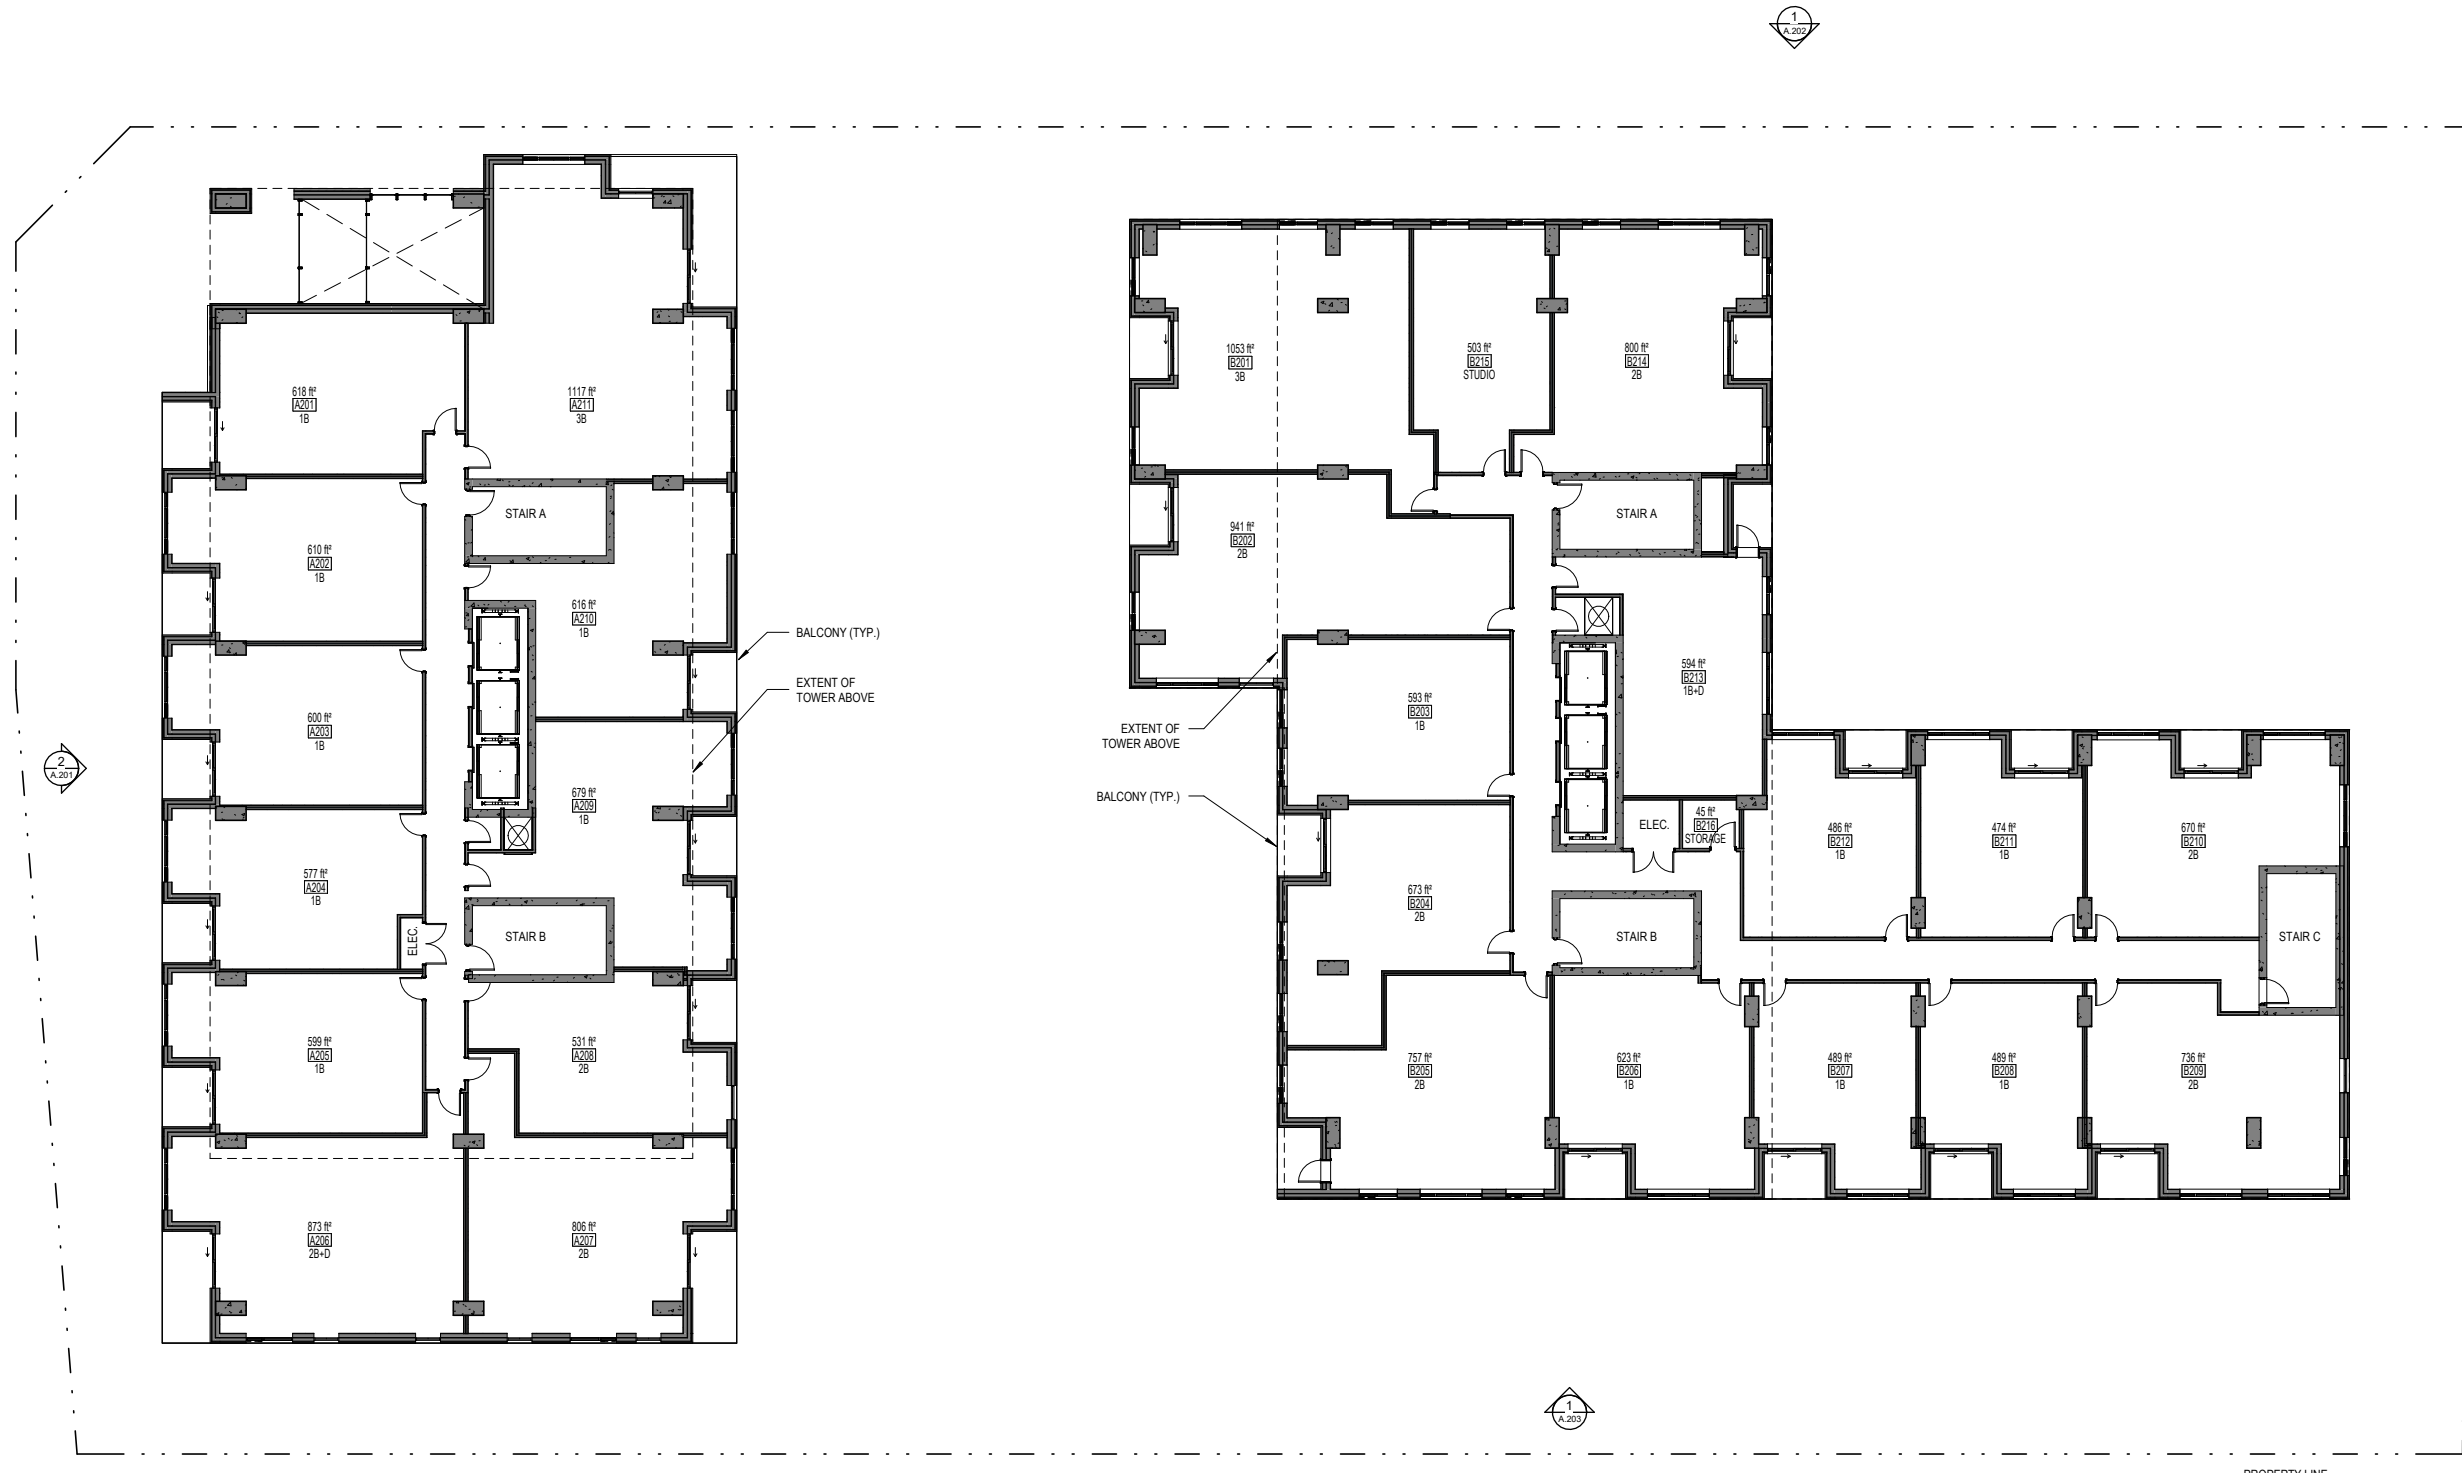 1
A.202
618 ft²
A201
1B
1117 ft²
A211
3B
STAIR A
610 ft²
A202
1B
616 ft²
A210
1B
BALCONY (TYP.)
EXTENT OF
TOWER ABOVE
600 ft²
A203
1B
2
A.201
679 ft²
A209
1B
577 ft²
A204
1B
ELEC.
STAIR B
599 ft²
A205
1B
531 ft²
A208
2B
873 ft²
A206
2B+D
806 ft²
A207
2B
1053 ft²
B201
3B
503 ft²
B215
STUDIO
800 ft²
B214
2B
STAIR A
941 ft²
B202
2B
594 ft²
B213
1B+D
593 ft²
B203
1B
EXTENT OF
TOWER ABOVE
BALCONY (TYP.)
ELEC.
45 ft²
B216
STORAGE
486 ft²
B212
1B
474 ft²
B211
1B
670 ft²
B210
2B
673 ft²
B204
2B
STAIR B
STAIR C
757 ft²
B205
2B
623 ft²
B206
1B
489 ft²
B207
1B
489 ft²
B208
1B
736 ft²
B209
2B
1
A.203
PROPERTY LINE